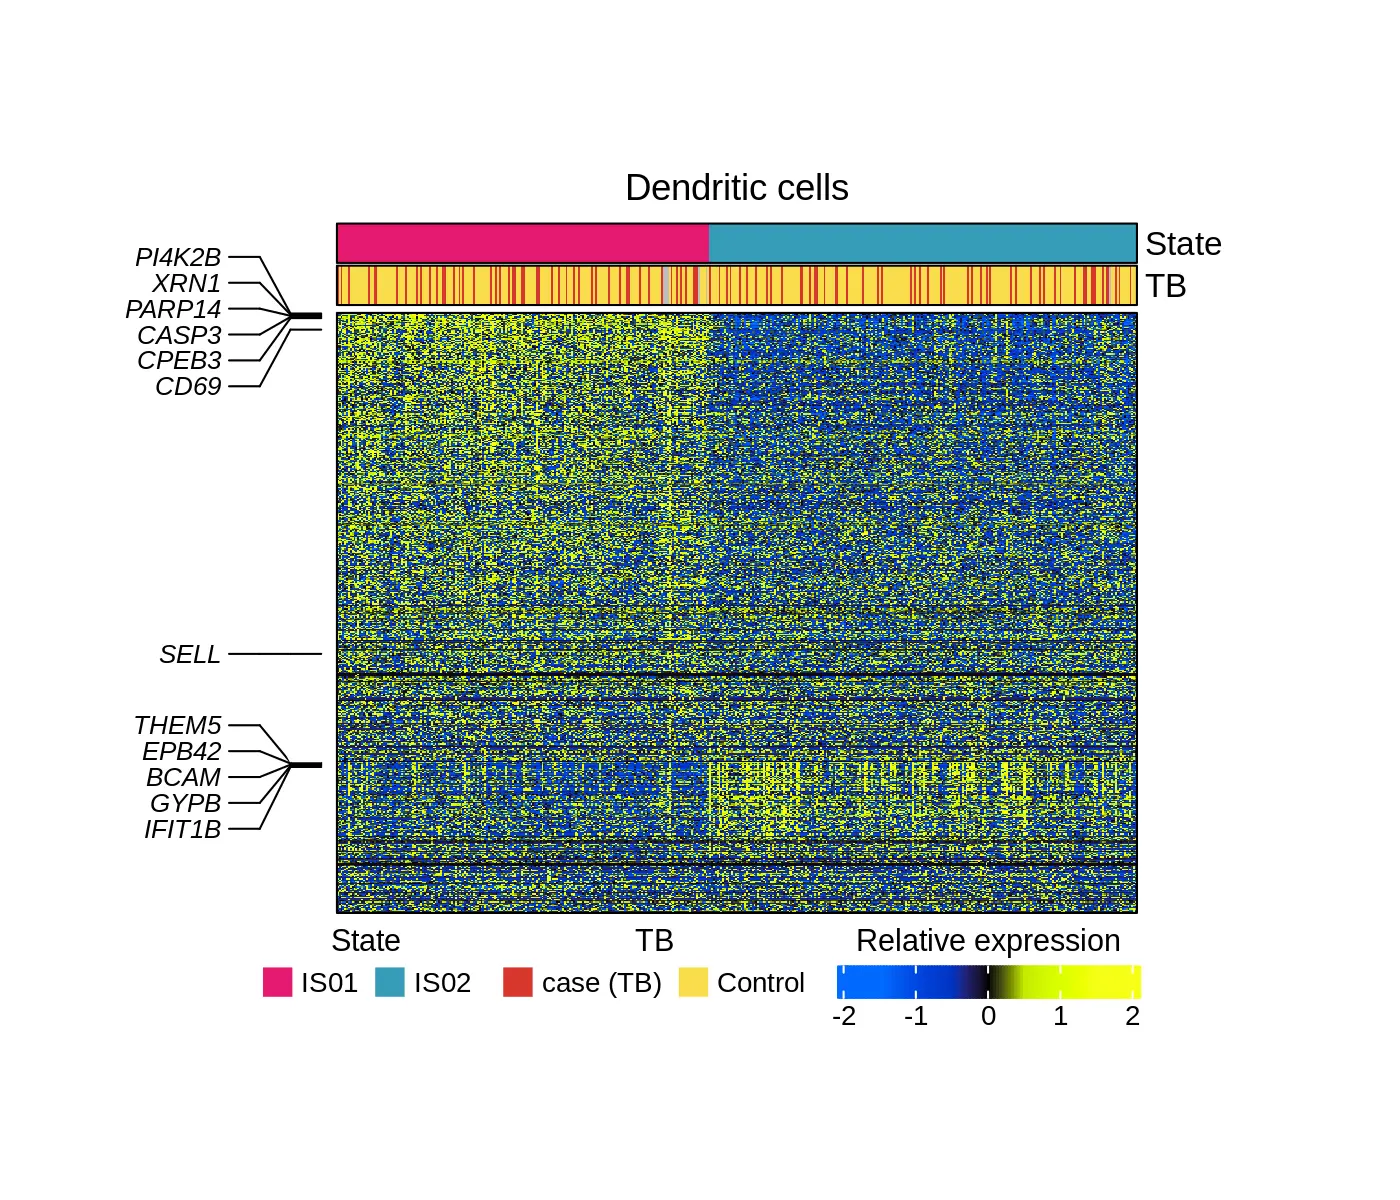 Dendritic cells
State
TB
PI4K2B
XRN1
PARP14
CASP3
CPEB3
CD69
SELL
THEM5
EPB42
BCAM
GYPB
IFIT1B
State TB Relative expression
IS01 IS02 case (TB) Control
-2 -1 0 1 2